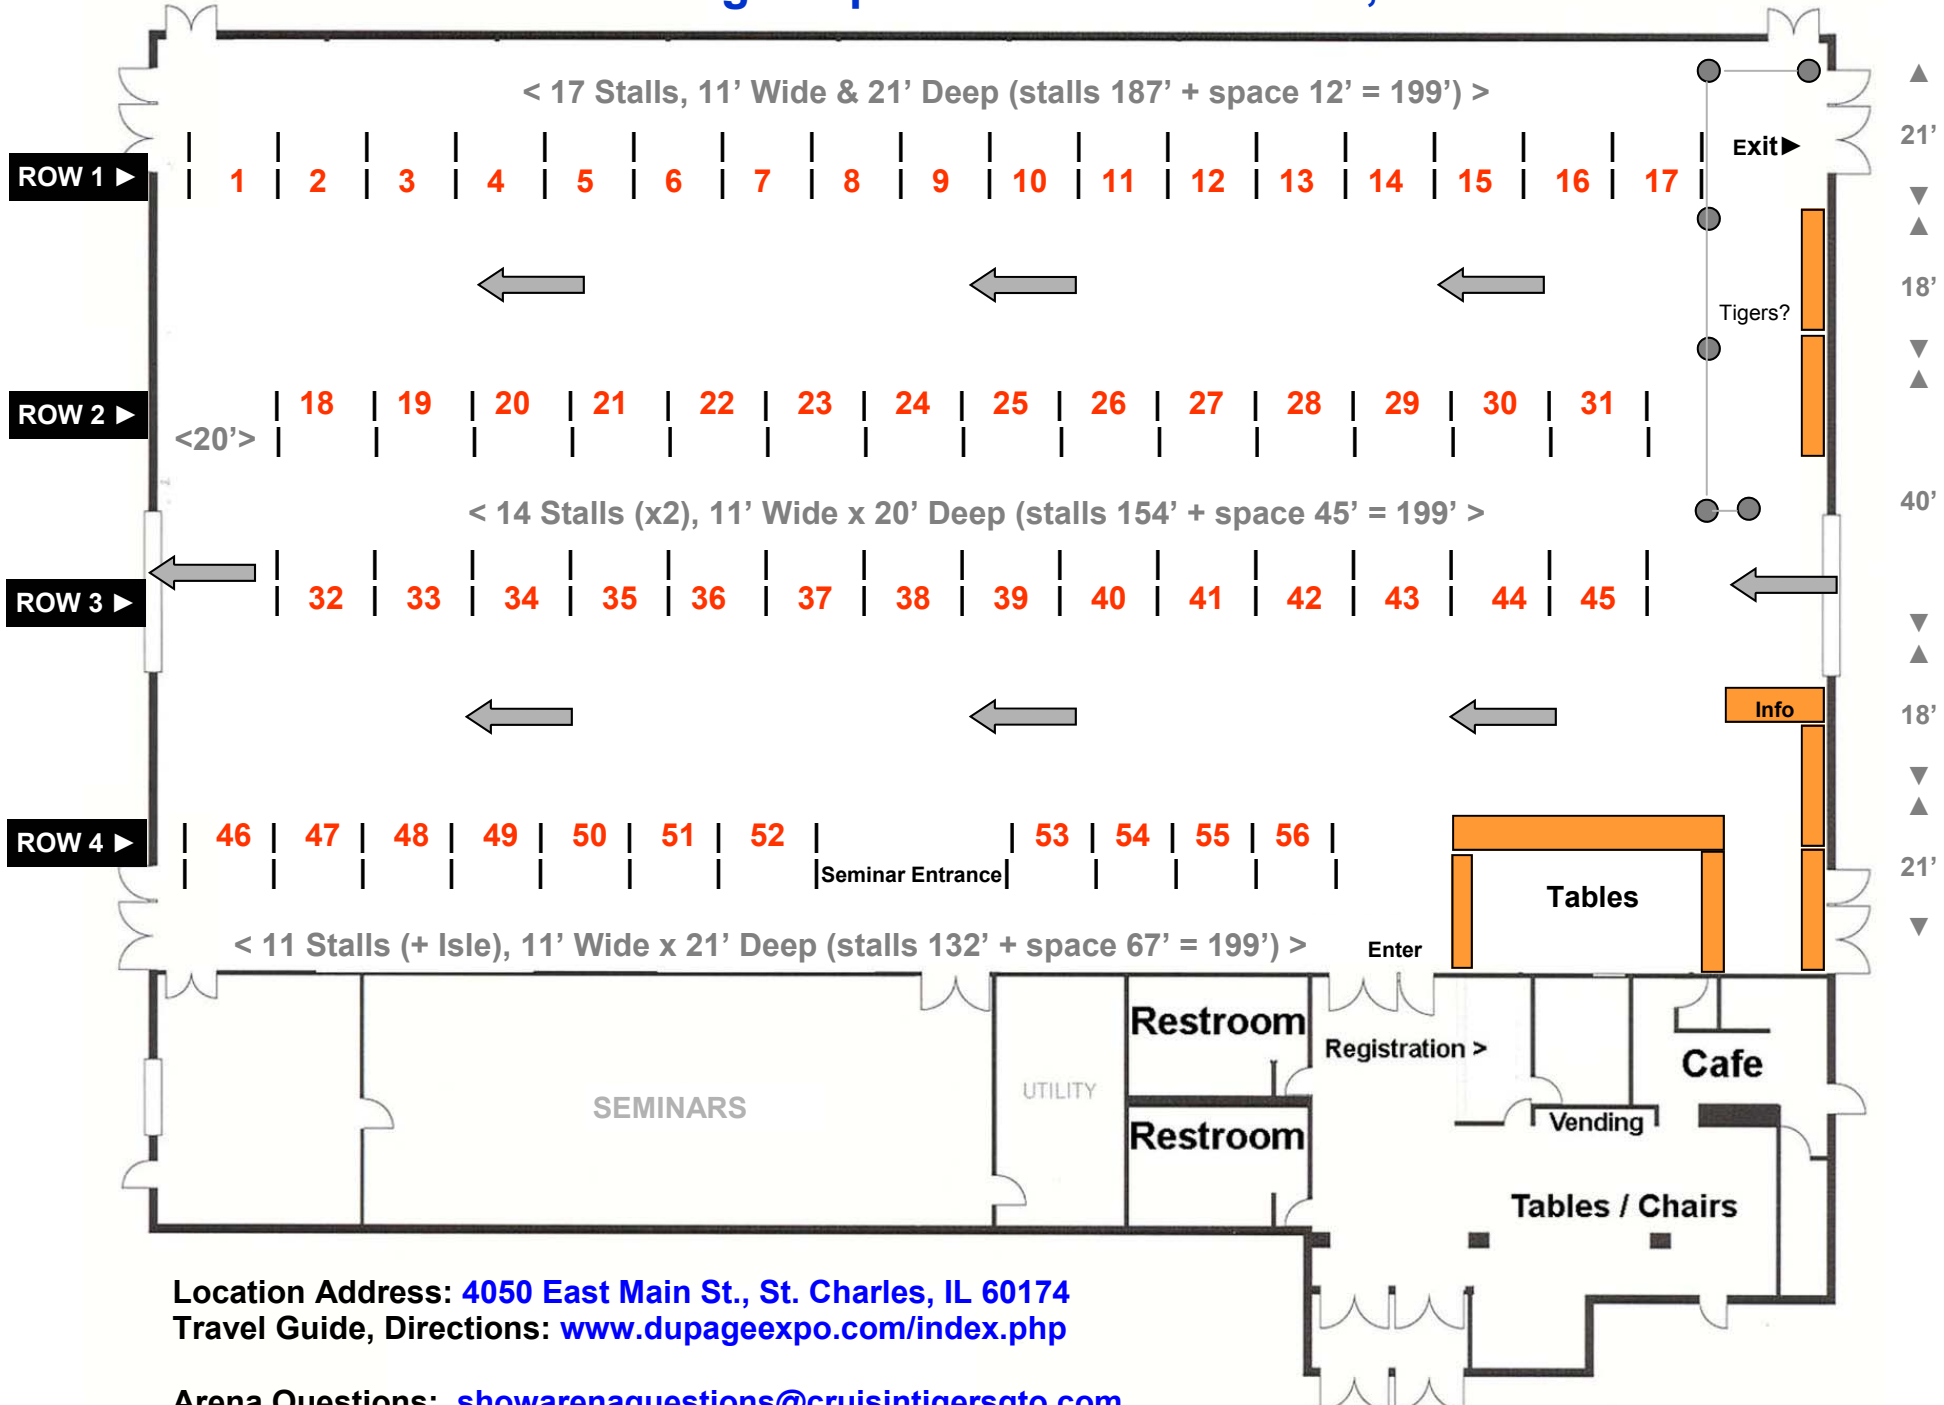 < 17 Stalls, 11’ Wide & 21’ Deep (stalls 187’ + space 12’ = 199’) >
▲
21’
Exit►
ROW 1 ► 1 2 3 4 5 6 7 8 9 10 11 12 13 14 15 16 17
▼
▲
18’
Tigers?
▼
▲
ROW 2 ► 18 19 20 21 22 23 24 25 26 27 28 29 30 31
<20’>
40’
< 14 Stalls (x2), 11’ Wide x 20’ Deep (stalls 154’ + space 45’ = 199’ >
ROW 3 ► 32 33 34 35 36 37 38 39 40 41 42 43 44 45
▼
▲
Info
18’
▼
▲
ROW 4 ► 46 47 48 49 50 51 52 53 54 55 56
Seminar Entrance
21’
Tables
▼
< 11 Stalls (+ Isle), 11’ Wide x 21’ Deep (stalls 132’ + space 67’ = 199’) >
Enter
Restroom
Registration >
Cafe
UTILITY
SEMINARS
Vending
Restroom
Tables / Chairs
Location Address: 4050 East Main St., St. Charles, IL 60174
Travel Guide, Directions: www.dupageexpo.com/index.php
Arena Questions: showarenaquestions@cruisintigersgto.com